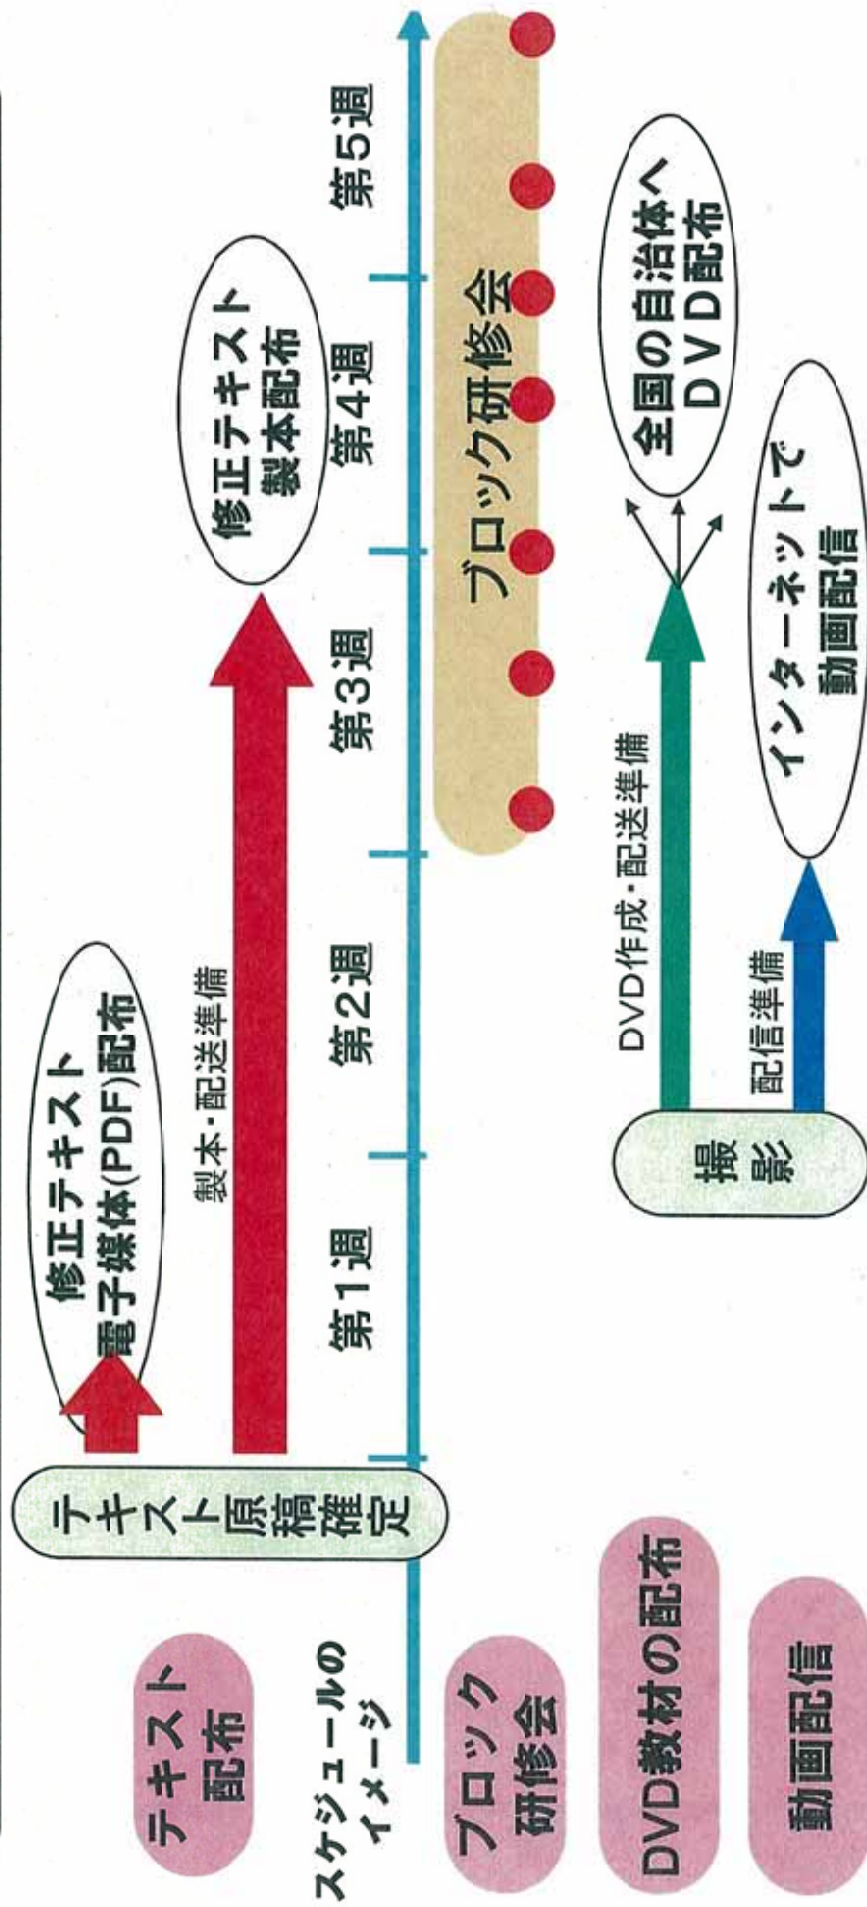 テキスト
配布
テキスト原稿確定
修正テキスト
電子媒体(PDF)配布
製本・配送準備
修正テキスト
製本配布
スケジュールの
イメージ
第1週
第2週
第3週
第4週
第5週
ブロック
研修会
ブロック研修会
DVD教材の配布
撮
影
DVD作成・配送準備
全国の自治体へ
DVD配布
動画配信
配信準備
インターネットで
動画配信